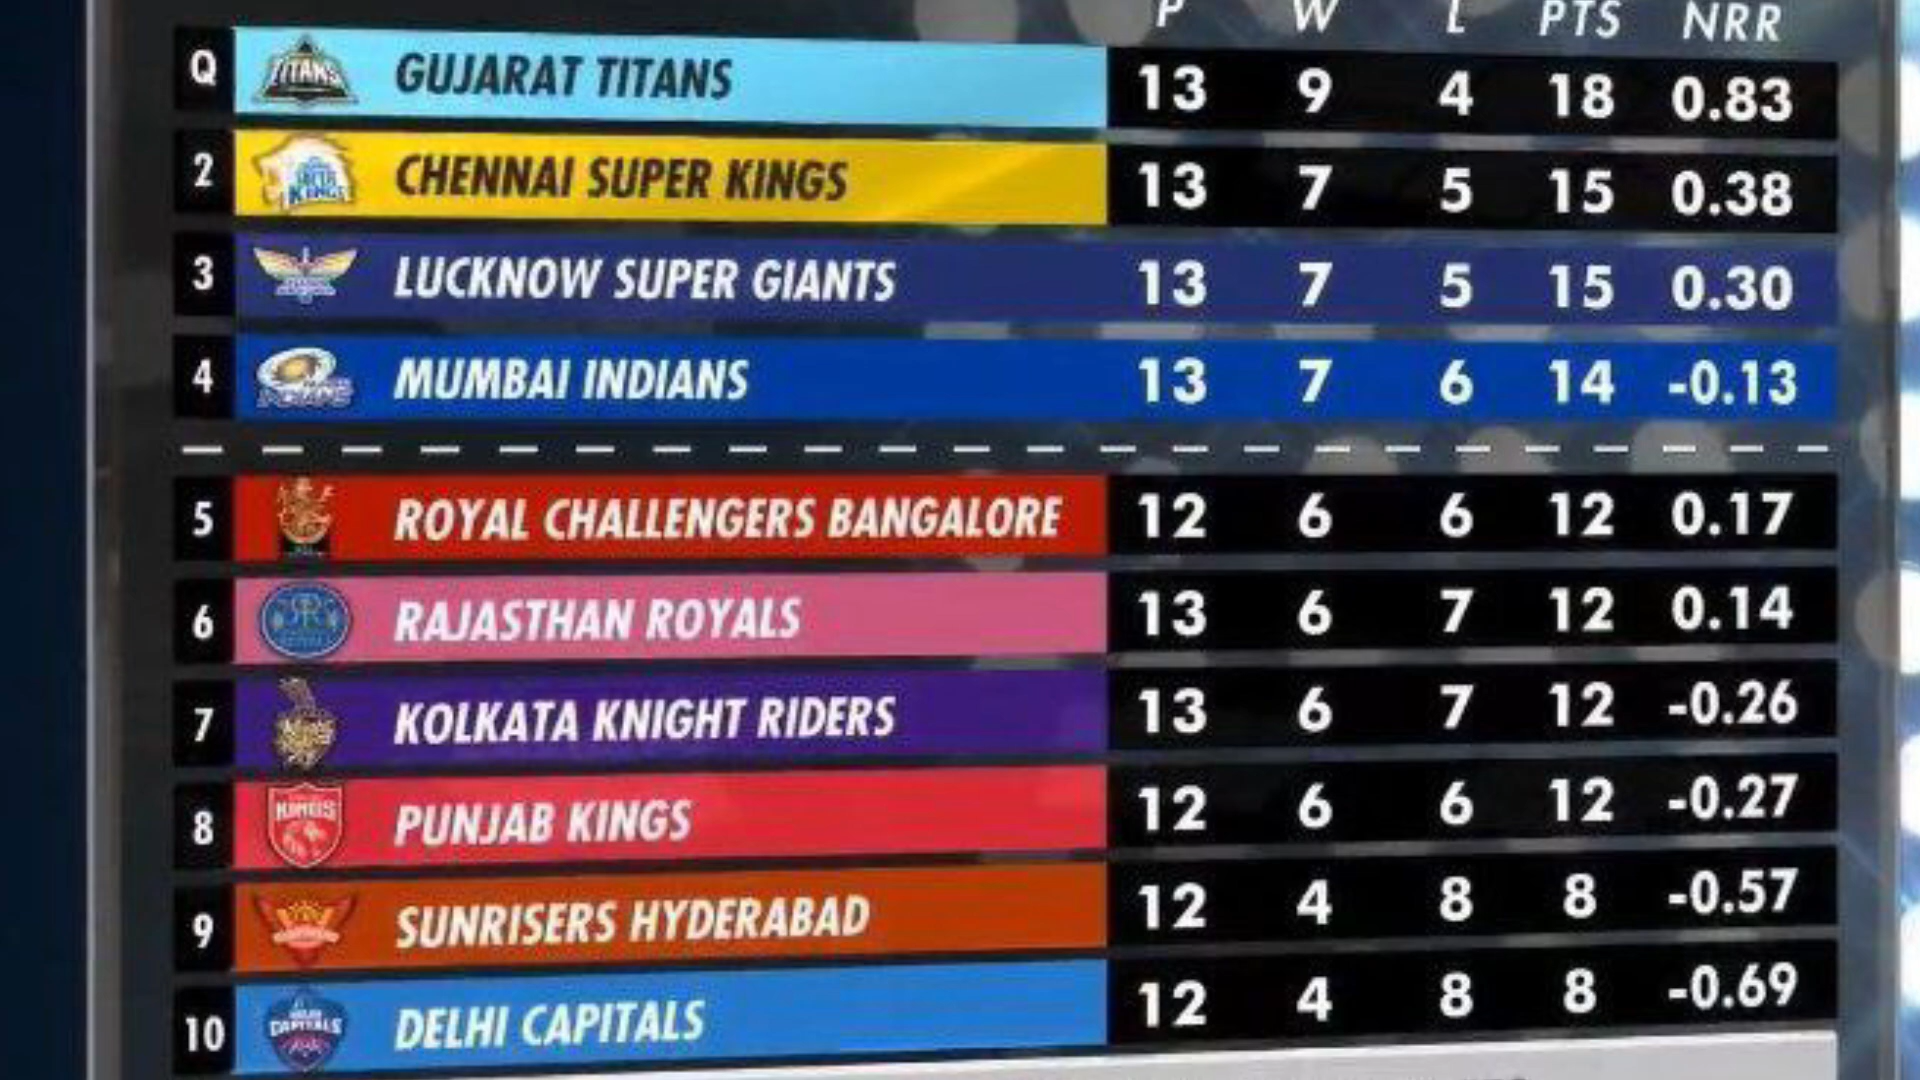 P W L PTS NRR
Q TITANS GUJARAT TITANS 13 9 4 18 0.83
2 KINGS CHENNAI SUPER KINGS 13 7 5 15 0.38
3 LUCKNOW SUPER GIANTS 13 7 5 15 0.30
4 MUMBAI INDIANS 13 7 6 14 -0.13
5 ROYAL CHALLENGERS BANGALORE 12 6 6 12 0.17
6 RAJASTHAN ROYALS 13 6 7 12 0.14
7 KOLKATA KNIGHT RIDERS 13 6 7 12 -0.26
8 KINGS PUNJAB KINGS 12 6 6 12 -0.27
9 SUNRISERS HYDERABAD 12 4 8 8 -0.57
10 CAPITALS DELHI CAPITALS 12 4 8 8 -0.69